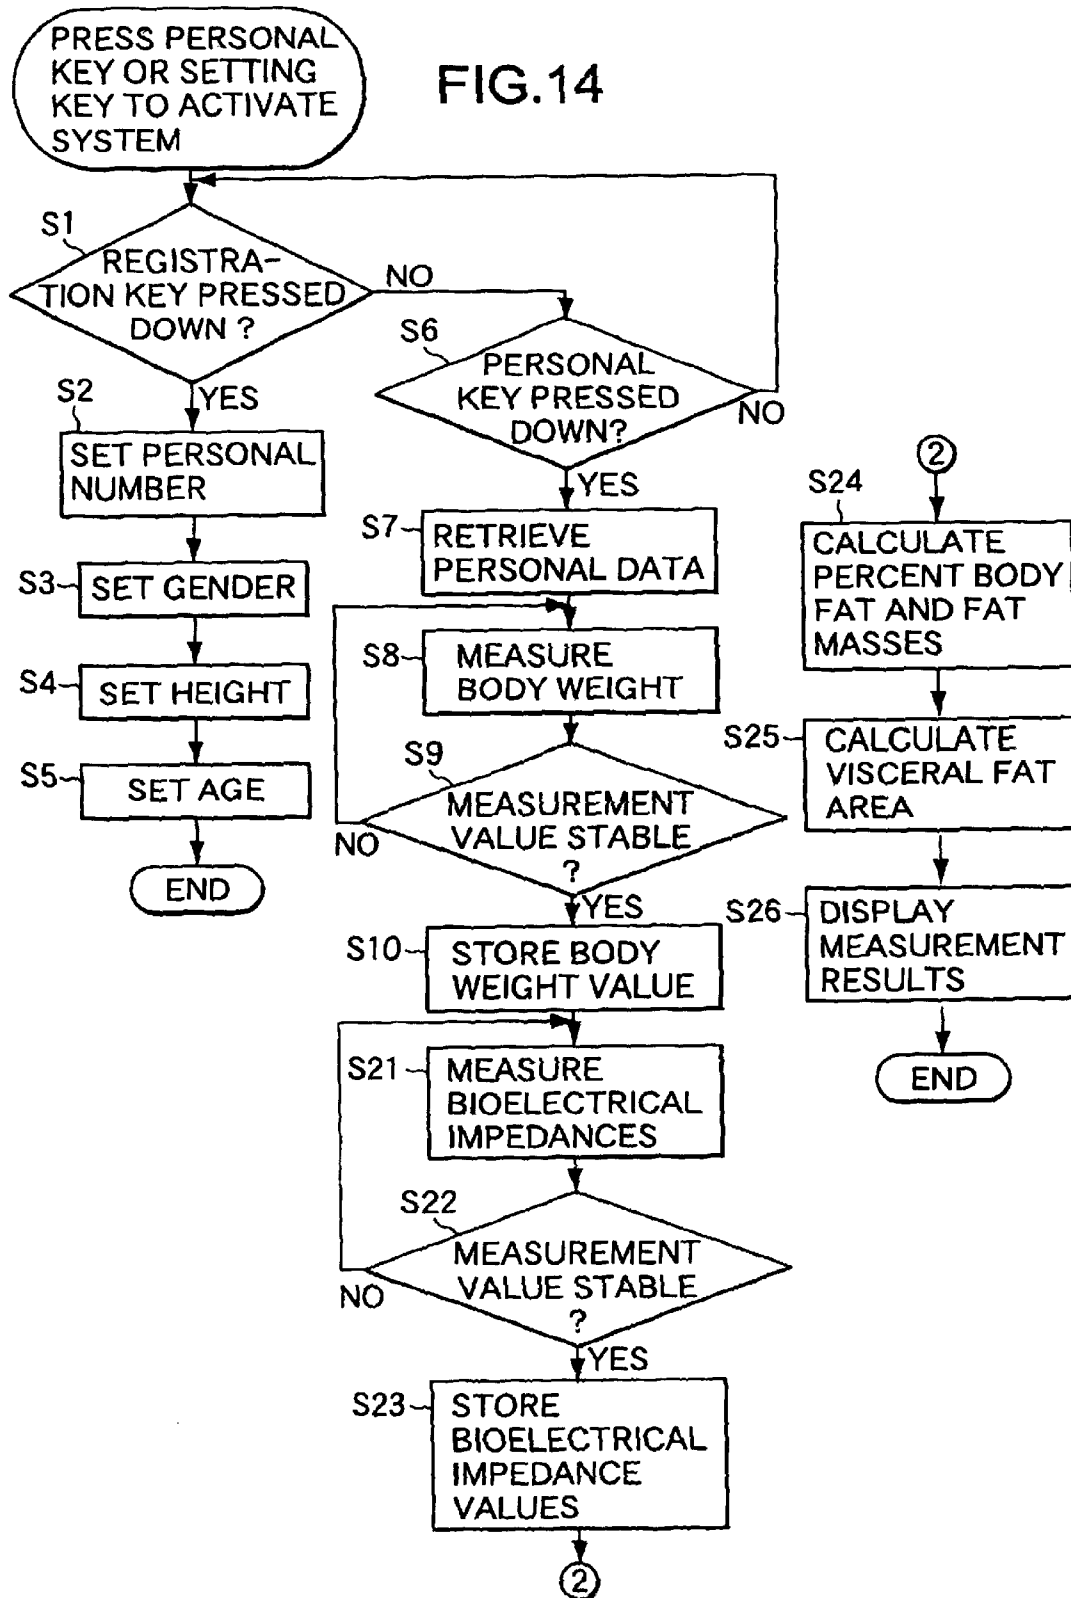 PRESS PERSONAL
KEY OR SETTING
KEY TO ACTIVATE
SYSTEM
FIG.14
S1
REGISTRA-
TION KEY PRESSED
DOWN ?
NO
YES
S2
SET PERSONAL
NUMBER
S3
SET GENDER
S4
SET HEIGHT
S5
SET AGE
END
S6
PERSONAL
KEY PRESSED
DOWN?
NO
YES
S7
RETRIEVE
PERSONAL DATA
S8
MEASURE
BODY WEIGHT
S9
MEASUREMENT
VALUE STABLE
?
NO
YES
S10
STORE BODY
WEIGHT VALUE
S21
MEASURE
BIOELECTRICAL
IMPEDANCES
S22
MEASUREMENT
VALUE STABLE
?
NO
YES
S23
STORE
BIOELECTRICAL
IMPEDANCE
VALUES
2
2
S24
CALCULATE
PERCENT BODY
FAT AND FAT
MASSES
S25
CALCULATE
VISCERAL FAT
AREA
S26
DISPLAY
MEASUREMENT
RESULTS
END